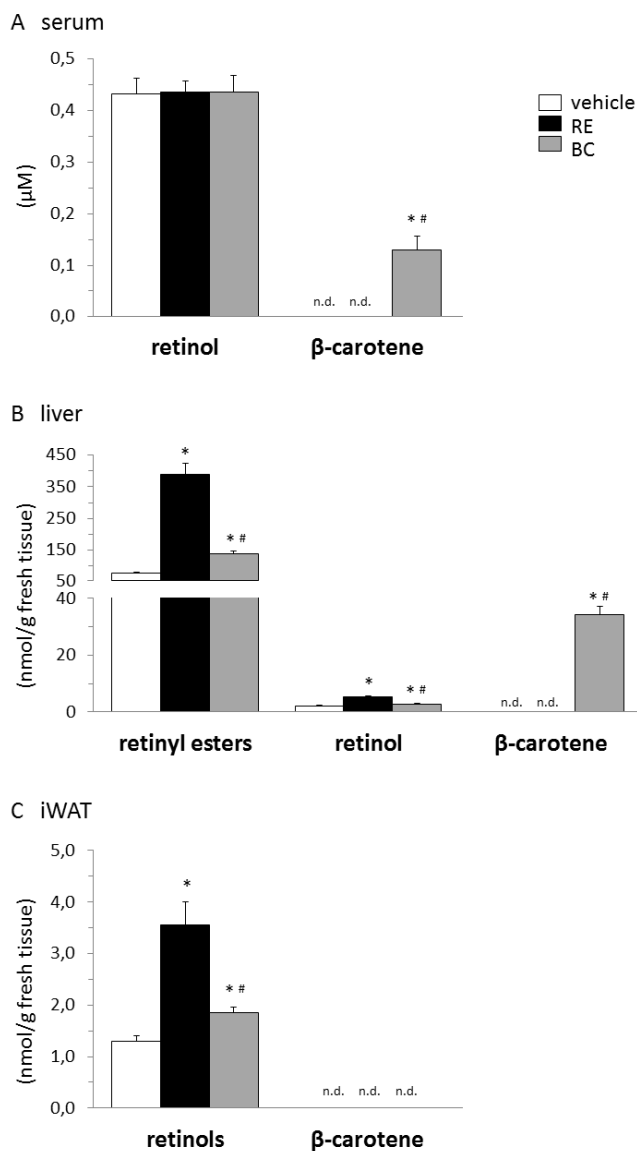 A serum
0,5
0,4
0,3
0,2
0,1
0,0
(μM)
vehicle
RE
BC
* #
n.d. n.d.
retinol β-carotene
B liver
450
350
250
150
50
40
20
0
(nmol/g fresh tissue)
*
* #
*
* #
* #
n.d. n.d.
retinyl esters retinol β-carotene
C iWAT
5,0
4,0
3,0
2,0
1,0
0,0
(nmol/g fresh tissue)
*
* #
n.d. n.d. n.d.
retinols β-carotene